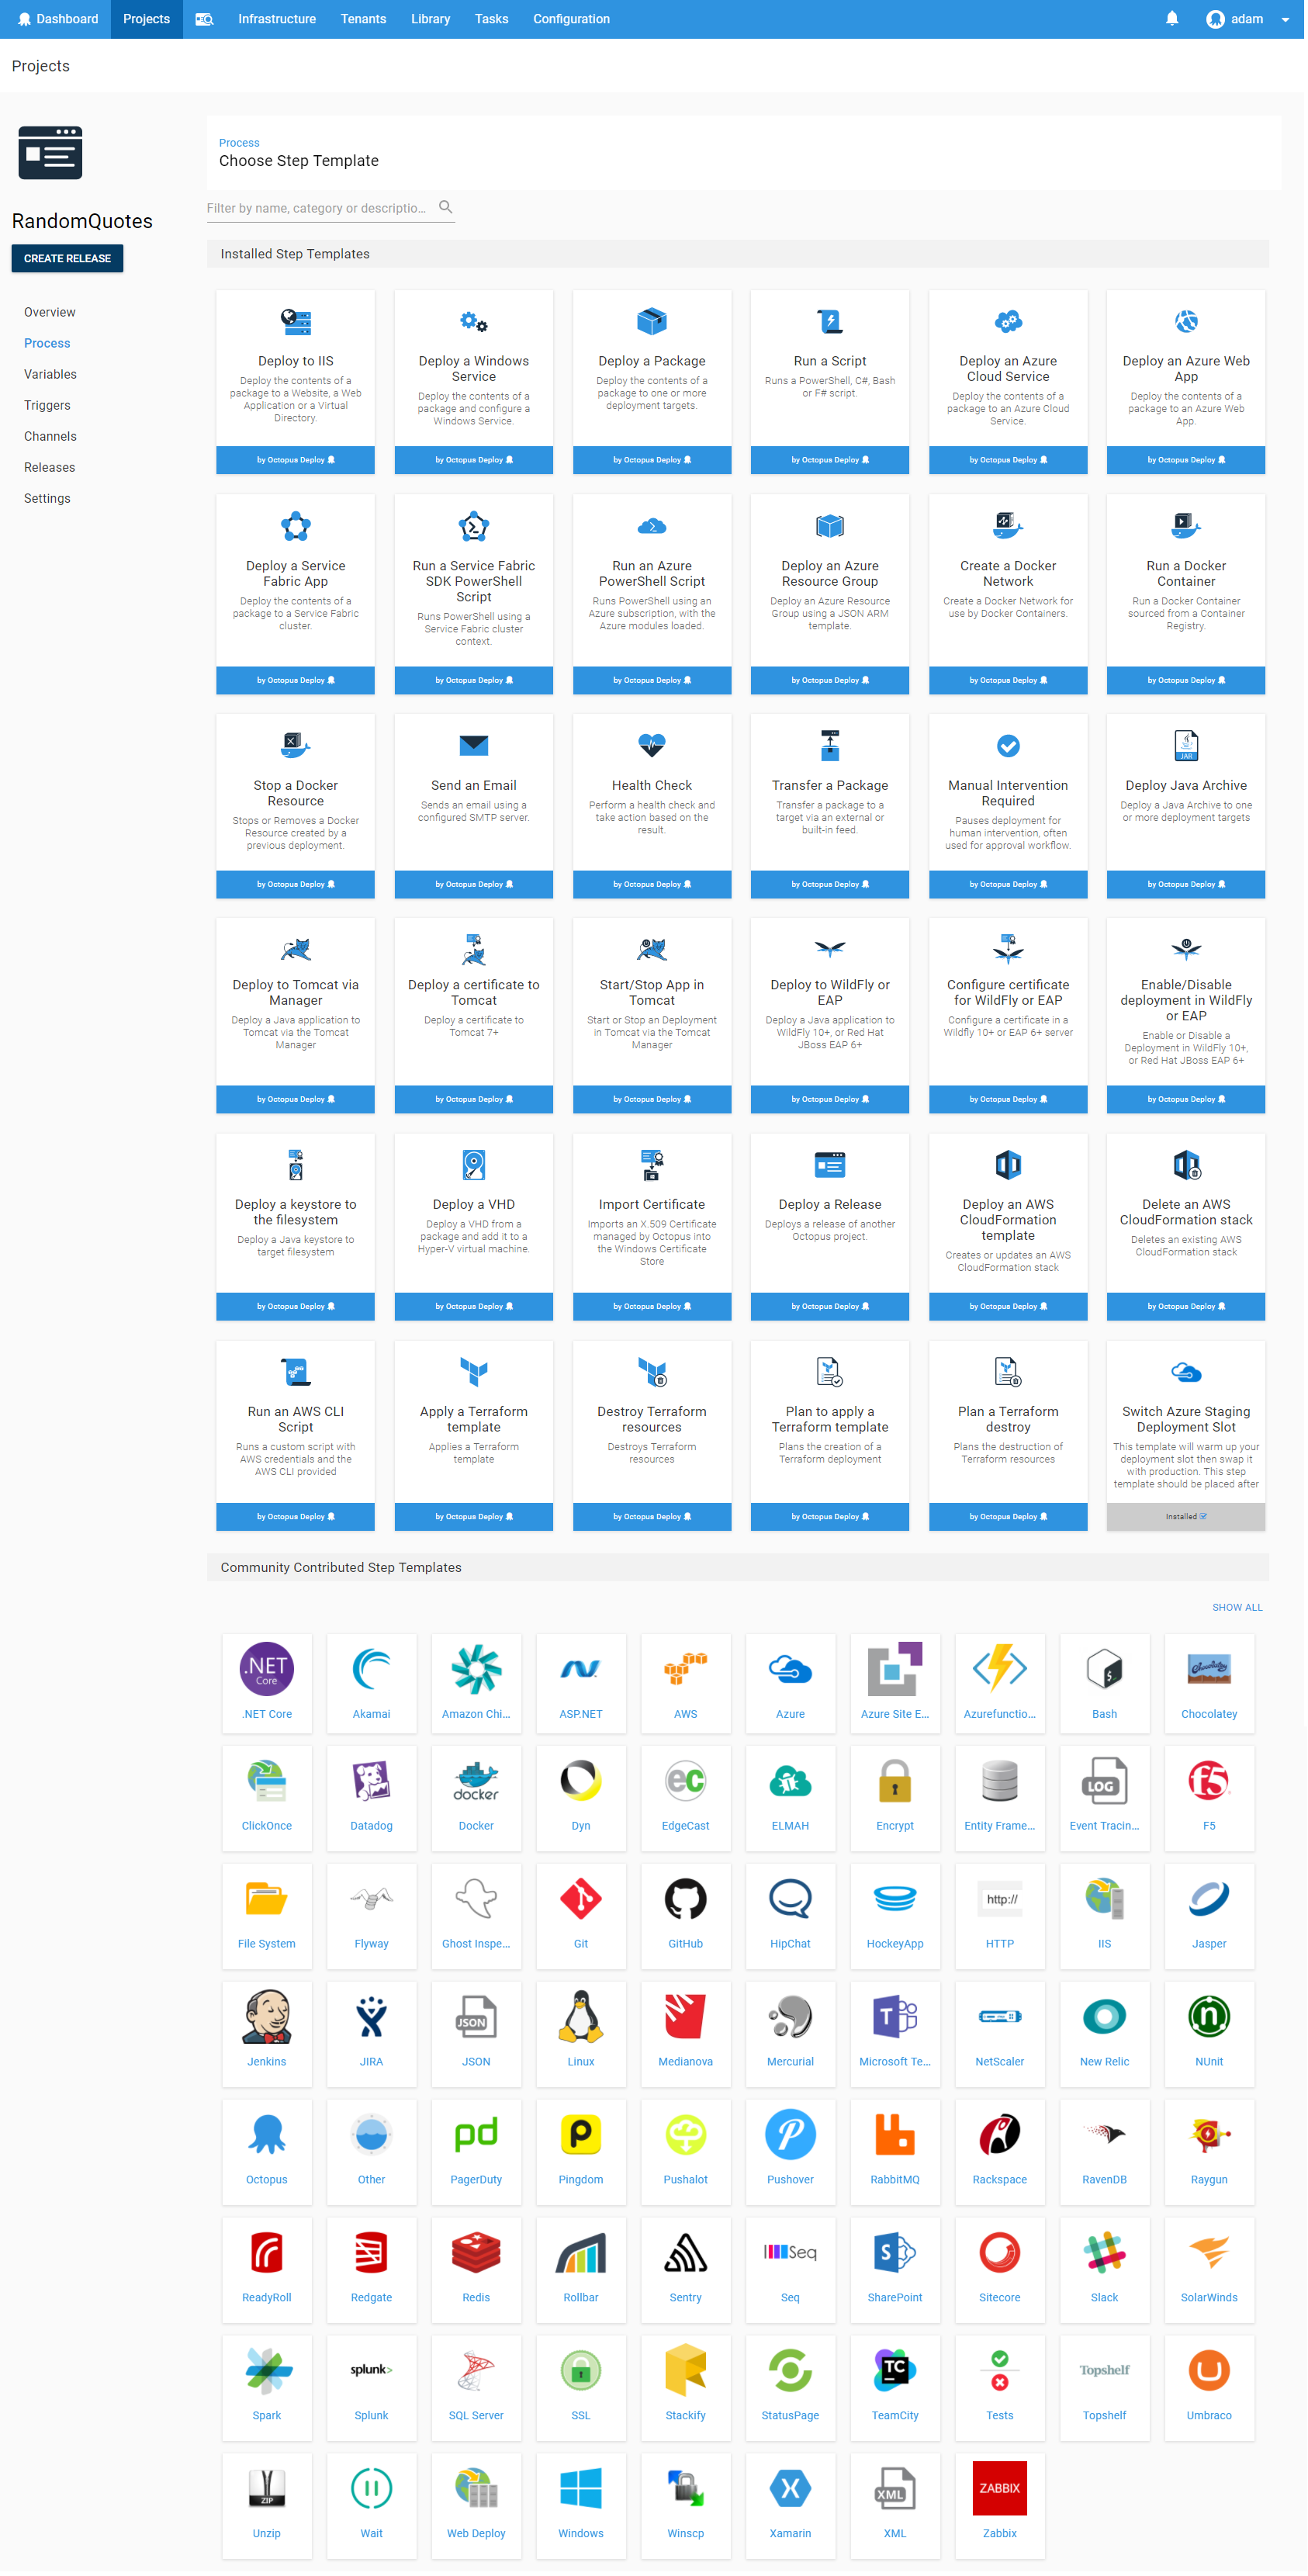 Dashboard Projects Infrastructure Tenants Library Tasks Configuration adam
Projects
RandomQuotes
CREATE RELEASE
Overview
Process
Variables
Triggers
Channels
Releases
Settings
Process
Choose Step Template
Filter by name, category or descriptio...
Installed Step Templates
Deploy to IIS
Deploy the contents of a
package to a Website, a Web
Application or a Virtual
Directory.
by Octopus Deploy
Deploy a Windows
Service
Deploy the contents of a
package and configure a
Windows Service.
by Octopus Deploy
Deploy a Package
Deploy the contents of a
package to one or more
deployment targets.
by Octopus Deploy
Run a Script
Runs a PowerShell, C#, Bash
or F# script.
by Octopus Deploy
Deploy an Azure
Cloud Service
Deploy the contents of a
package to an Azure Cloud
Service.
by Octopus Deploy
Deploy an Azure Web
App
Deploy the contents of a
package to an Azure Web
App.
by Octopus Deploy
Deploy a Service
Fabric App
Deploy the contents of a
package to a Service Fabric
cluster.
by Octopus Deploy
Run a Service Fabric
SDK PowerShell
Script
Runs PowerShell using a
Service Fabric cluster
context.
by Octopus Deploy
Run an Azure
PowerShell Script
Runs PowerShell using an
Azure subscription, with the
Azure modules loaded.
by Octopus Deploy
Deploy an Azure
Resource Group
Deploy an Azure Resource
Group using a JSON ARM
template.
by Octopus Deploy
Create a Docker
Network
Create a Docker Network for
use by Docker Containers.
by Octopus Deploy
Run a Docker
Container
Run a Docker Container
sourced from a Container
Registry.
by Octopus Deploy
Stop a Docker
Resource
Stops or Removes a Docker
Resource created by a
previous deployment.
by Octopus Deploy
Send an Email
Sends an email using a
configured SMTP server.
by Octopus Deploy
Health Check
Perform a health check and
take action based on the
result.
by Octopus Deploy
Transfer a Package
Transfer a package to a
target via an external or
built-in feed.
by Octopus Deploy
Manual Intervention
Required
Pauses deployment for
human intervention, often
used for approval workflow.
by Octopus Deploy
JAR
Deploy Java Archive
Deploy a Java Archive to one
or more deployment targets
by Octopus Deploy
Deploy to Tomcat via
Manager
Deploy a Java application to
Tomcat via the Tomcat
Manager
by Octopus Deploy
Deploy a certificate to
Tomcat
Deploy a certificate to
Tomcat 7+
by Octopus Deploy
Start/Stop App in
Tomcat
Start or Stop an Deployment
in Tomcat via the Tomcat
Manager
by Octopus Deploy
Deploy to WildFly or
EAP
Deploy a Java application to
WildFly 10+, or Red Hat
JBoss EAP 6+
by Octopus Deploy
Configure certificate
for WildFly or EAP
Configure a certificate in a
Wildfly 10+ or EAP 6+ server
by Octopus Deploy
Enable/Disable
deployment in WildFly
or EAP
Enable or Disable a
Deployment in WildFly 10+,
or Red Hat JBoss EAP 6+
by Octopus Deploy
Deploy a keystore to
the filesystem
Deploy a Java keystore to
target filesystem
by Octopus Deploy
Deploy a VHD
Deploy a VHD from a
package and add it to a
Hyper-V virtual machine.
by Octopus Deploy
Import Certificate
Imports an X.509 Certificate
managed by Octopus into
the Windows Certificate
Store
by Octopus Deploy
Deploy a Release
Deploys a release of another
Octopus project.
by Octopus Deploy
Deploy an AWS
CloudFormation
template
Creates or updates an AWS
CloudFormation stack
by Octopus Deploy
Delete an AWS
CloudFormation stack
Deletes an existing AWS
CloudFormation stack
by Octopus Deploy
Run an AWS CLI
Script
Runs a custom script with
AWS credentials and the
AWS CLI provided
by Octopus Deploy
Apply a Terraform
template
Applies a Terraform
template
by Octopus Deploy
Destroy Terraform
resources
Destroys Terraform
resources
by Octopus Deploy
Plan to apply a
Terraform template
Plans the creation of a
Terraform deployment
by Octopus Deploy
Plan a Terraform
destroy
Plans the destruction of
Terraform resources
by Octopus Deploy
Switch Azure Staging
Deployment Slot
This template will warm up your
deployment slot then swap it
with production. This step
template should be placed after
Installed
Community Contributed Step Templates
SHOW ALL
.NET
Core
.NET Core Akamai Amazon Chi... ASP.NET AWS Azure Azure Site E... Azurefunctio... Bash Chocolatey
docker ec LOG f5
ClickOnce Datadog Docker Dyn EdgeCast ELMAH Encrypt Entity Frame... Event Tracin... F5
http://
File System Flyway Ghost Inspe... Git GitHub HipChat HockeyApp HTTP IIS Jasper
JSON M T n
Jenkins JIRA JSON Linux Medianova Mercurial Microsoft Te... NetScaler New Relic NUnit
pd p P
Octopus Other PagerDuty Pingdom Pushalot Pushover RabbitMQ Rackspace RavenDB Raygun
Seq S
ReadyRoll Redgate Redis Rollbar Sentry Seq SharePoint Sitecore Slack SolarWinds
splunk> TC Topshelf
Spark Splunk SQL Server SSL Stackify StatusPage TeamCity Tests Topshelf Umbraco
ZIP X XML ZABBIX
Unzip Wait Web Deploy Windows Winscp Xamarin XML Zabbix